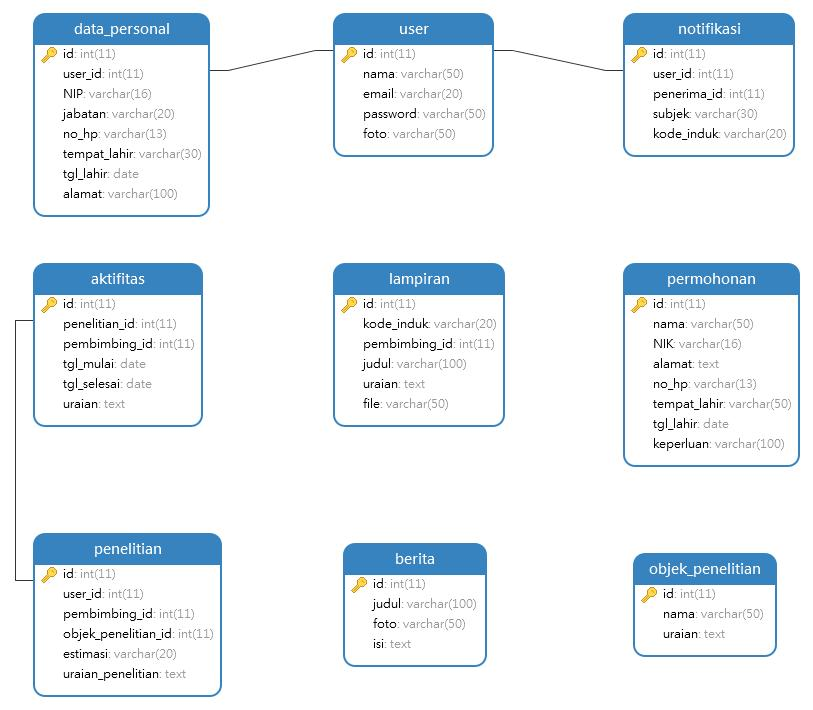 data_personal
id: int(11)
user_id: int(11)
NIP: varchar(16)
jabatan: varchar(20)
no_hp: varchar(13)
tempat_lahir: varchar(30)
tgl_lahir: date
alamat: varchar(100)
user
id: int(11)
nama: varchar(50)
email: varchar(20)
password: varchar(50)
foto: varchar(50)
notifikasi
id: int(11)
user_id: int(11)
penerima_id: int(11)
subjek: varchar(30)
kode_induk: varchar(20)
aktifitas
id: int(11)
penelitian_id: int(11)
pembimbing_id: int(11)
tgl_mulai: date
tgl_selesai: date
uraian: text
lampiran
id: int(11)
kode_induk: varchar(20)
pembimbing_id: int(11)
judul: varchar(100)
uraian: text
file: varchar(50)
permohonan
id: int(11)
nama: varchar(50)
NIK: varchar(16)
alamat: text
no_hp: varchar(13)
tempat_lahir: varchar(50)
tgl_lahir: date
keperluan: varchar(100)
penelitian
id: int(11)
user_id: int(11)
pembimbing_id: int(11)
objek_penelitian_id: int(11)
estimasi: varchar(20)
uraian_penelitian: text
berita
id: int(11)
judul: varchar(100)
foto: varchar(50)
isi: text
objek_penelitian
id: int(11)
nama: varchar(50)
uraian: text